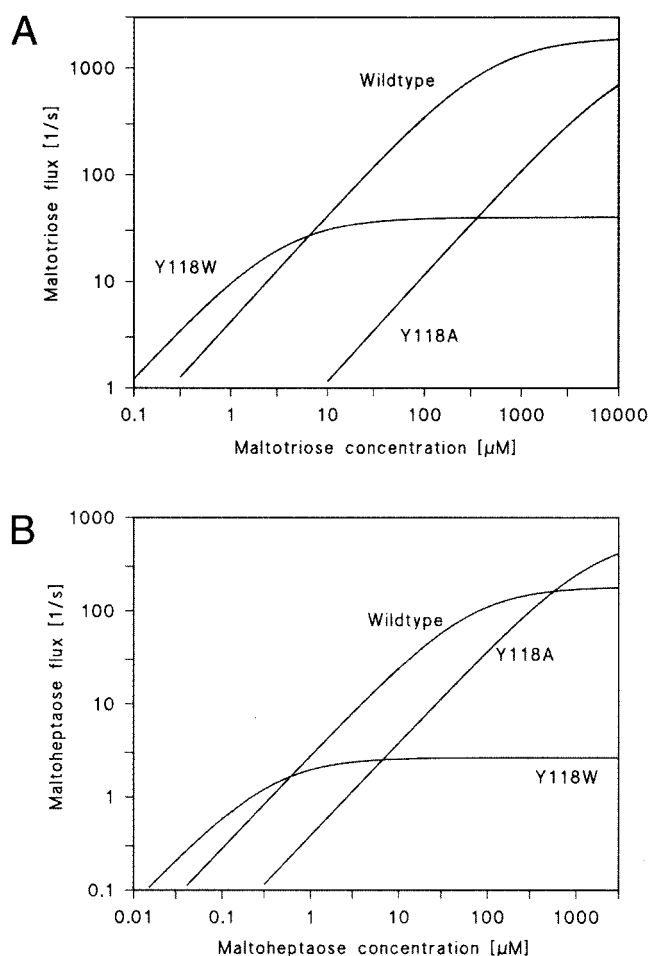 A
Maltotriose flux [1/s]
1000
100
10
1
Wildtype
Y118W
Y118A
0.1 1 10 100 1000 10000
Maltotriose concentration [µM]
B
Maltoheptaose flux [1/s]
1000
100
10
1
0.1
Wildtype
Y118A
Y118W
0.01 0.1 1 10 100 1000
Maltoheptaose concentration [µM]